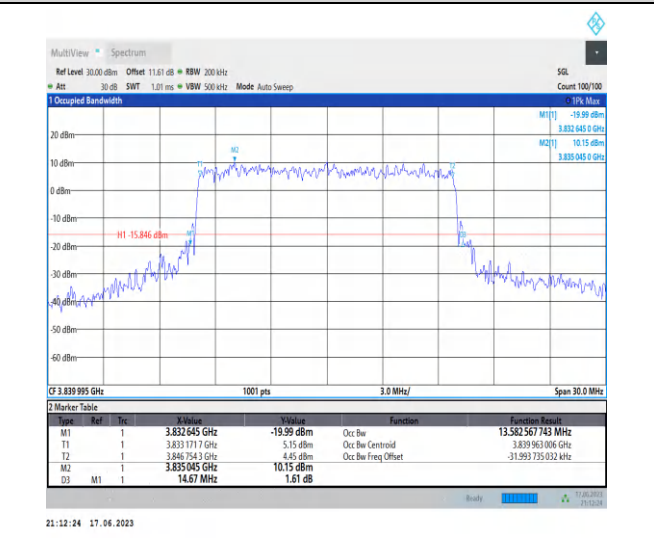 MultiView Spectrum
Ref Level 30.00 dBm Offset 11.61 dB RBW 200 kHz SGL
Att 30 dB SWT 1.01 ms VBW 500 kHz Mode Auto Sweep Count 100/100
1 Occupied Bandwidth 1Pk Max
M1[1] -19.99 dBm
3.832 645 0 GHz
M2[1] 10.15 dBm
3.835 045 0 GHz
20 dBm
M2
10 dBm
T1
T2
0 dBm
-10 dBm
H1 -15.846 dBm
M1
D3
-20 dBm
-30 dBm
-40 dBm
-50 dBm
-60 dBm
CF 3.839 995 GHz 1001 pts 3.0 MHz/ Span 30.0 MHz
2 Marker Table
Type Ref Trc X-Value Y-Value Function Function Result
M1 1 3.832 645 GHz -19.99 dBm Occ Bw 13.582 567 743 MHz
T1 1 3.833 171 7 GHz 5.15 dBm Occ Bw Centroid 3.839 963 006 GHz
T2 1 3.846 754 3 GHz 4.45 dBm Occ Bw Freq Offset -31.993 735 032 kHz
M2 1 3.835 045 GHz 10.15 dBm
D3 M1 1 14.67 MHz 1.61 dB
Ready 17.06.2023
21:12:24
21:12:24 17.06.2023